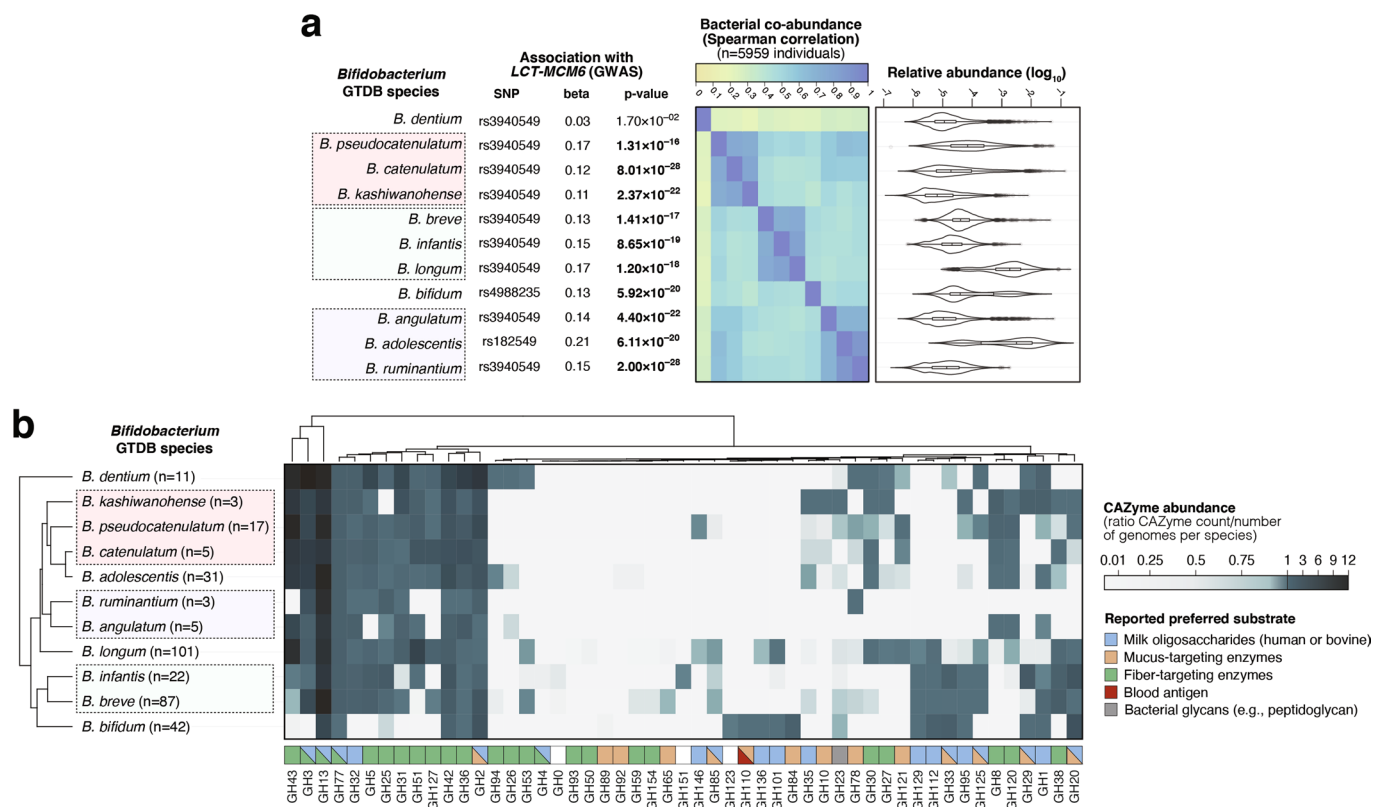 a
Bifidobacterium
GTDB species
Association with
LCT-MCM6 (GWAS)
SNP beta p-value
Bacterial co-abundance
(Spearman correlation)
(n=5959 individuals)
0 0.1 0.2 0.3 0.4 0.5 0.6 0.7 0.8 0.9 1
Relative abundance (log10)
−7 −6 −5 −4 −3 −2 −1
B. dentium rs3940549 0.03 1.70×10−02
B. pseudocatenulatum rs3940549 0.17 1.31×10−16
B. catenulatum rs3940549 0.12 8.01×10−28
B. kashiwanohense rs3940549 0.11 2.37×10−22
B. breve rs3940549 0.13 1.41×10−17
B. infantis rs3940549 0.15 8.65×10−19
B. longum rs3940549 0.17 1.20×10−18
B. bifidum rs4988235 0.13 5.92×10−20
B. angulatum rs3940549 0.14 4.40×10−22
B. adolescentis rs182549 0.21 6.11×10−20
B. ruminantium rs3940549 0.15 2.00×10−28
b
Bifidobacterium
GTDB species
B. dentium (n=11)
B. kashiwanohense (n=3)
B. pseudocatenulatum (n=17)
B. catenulatum (n=5)
B. adolescentis (n=31)
B. ruminantium (n=3)
B. angulatum (n=5)
B. longum (n=101)
B. infantis (n=22)
B. breve (n=87)
B. bifidum (n=42)
GH43 GH3 GH13 GH77 GH32 GH5 GH25 GH31 GH51 GH127 GH42 GH36 GH2 GH94 GH26 GH53 GH4 GH0 GH93 GH50 GH89 GH92 GH59 GH154 GH65 GH151 GH146 GH85 GH123 GH110 GH136 GH101 GH84 GH35 GH10 GH23 GH78 GH30 GH27 GH121 GH129 GH112 GH33 GH95 GH125 GH8 GH120 GH29 GH1 GH38 GH20
CAZyme abundance
(ratio CAZyme count/number
of genomes per species)
0.01 0.25 0.5 0.75 1 3 6 9 12
Reported preferred substrate
Milk oligosaccharides (human or bovine)
Mucus-targeting enzymes
Fiber-targeting enzymes
Blood antigen
Bacterial glycans (e.g., peptidoglycan)